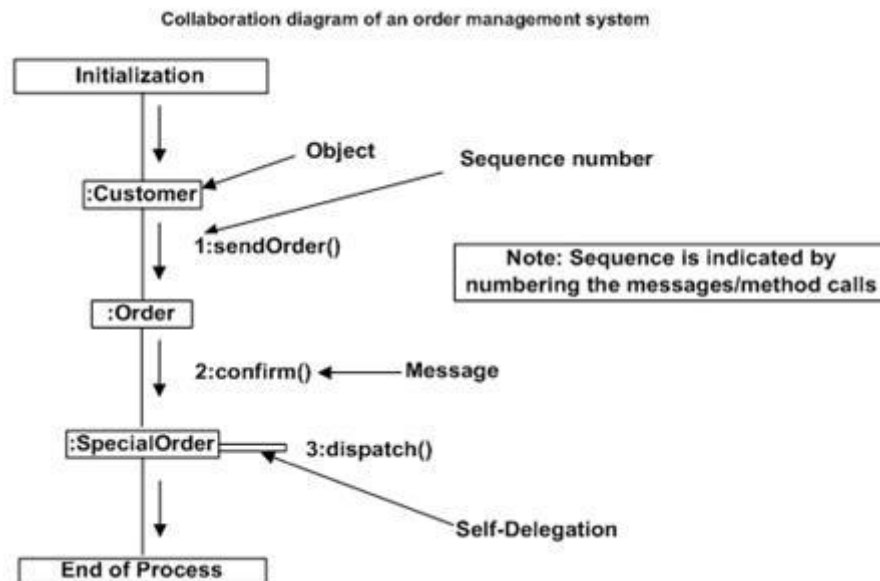 Collaboration diagram of an order management system
Initialization
Object
Sequence number
:Customer
1:sendOrder()
Note: Sequence is indicated by
numbering the messages/method calls
:Order
2:confirm()
Message
:SpecialOrder
3:dispatch()
Self-Delegation
End of Process